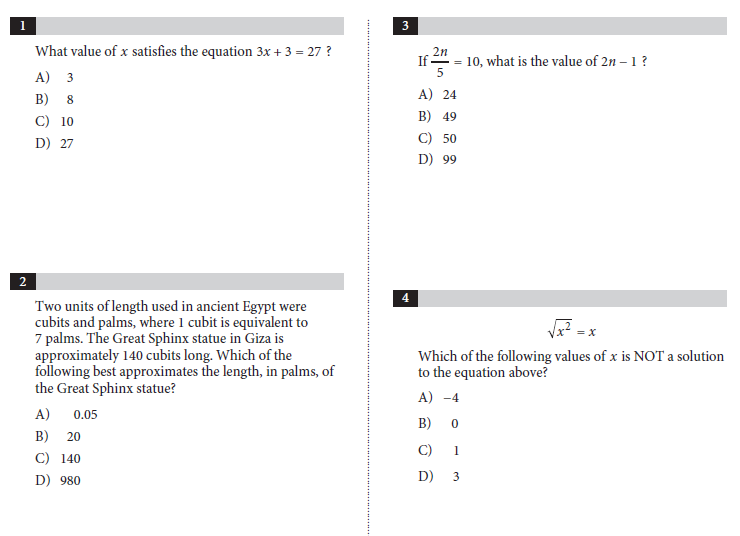 1
What value of x satisfies the equation 3x + 3 = 27 ?
A) 3
B) 8
C) 10
D) 27
2
Two units of length used in ancient Egypt were
cubits and palms, where 1 cubit is equivalent to
7 palms. The Great Sphinx statue in Giza is
approximately 140 cubits long. Which of the
following best approximates the length, in palms, of
the Great Sphinx statue?
A) 0.05
B) 20
C) 140
D) 980
3
If 2n/5 = 10, what is the value of 2n – 1 ?
A) 24
B) 49
C) 50
D) 99
4
√x² = x
Which of the following values of x is NOT a solution
to the equation above?
A) –4
B) 0
C) 1
D) 3